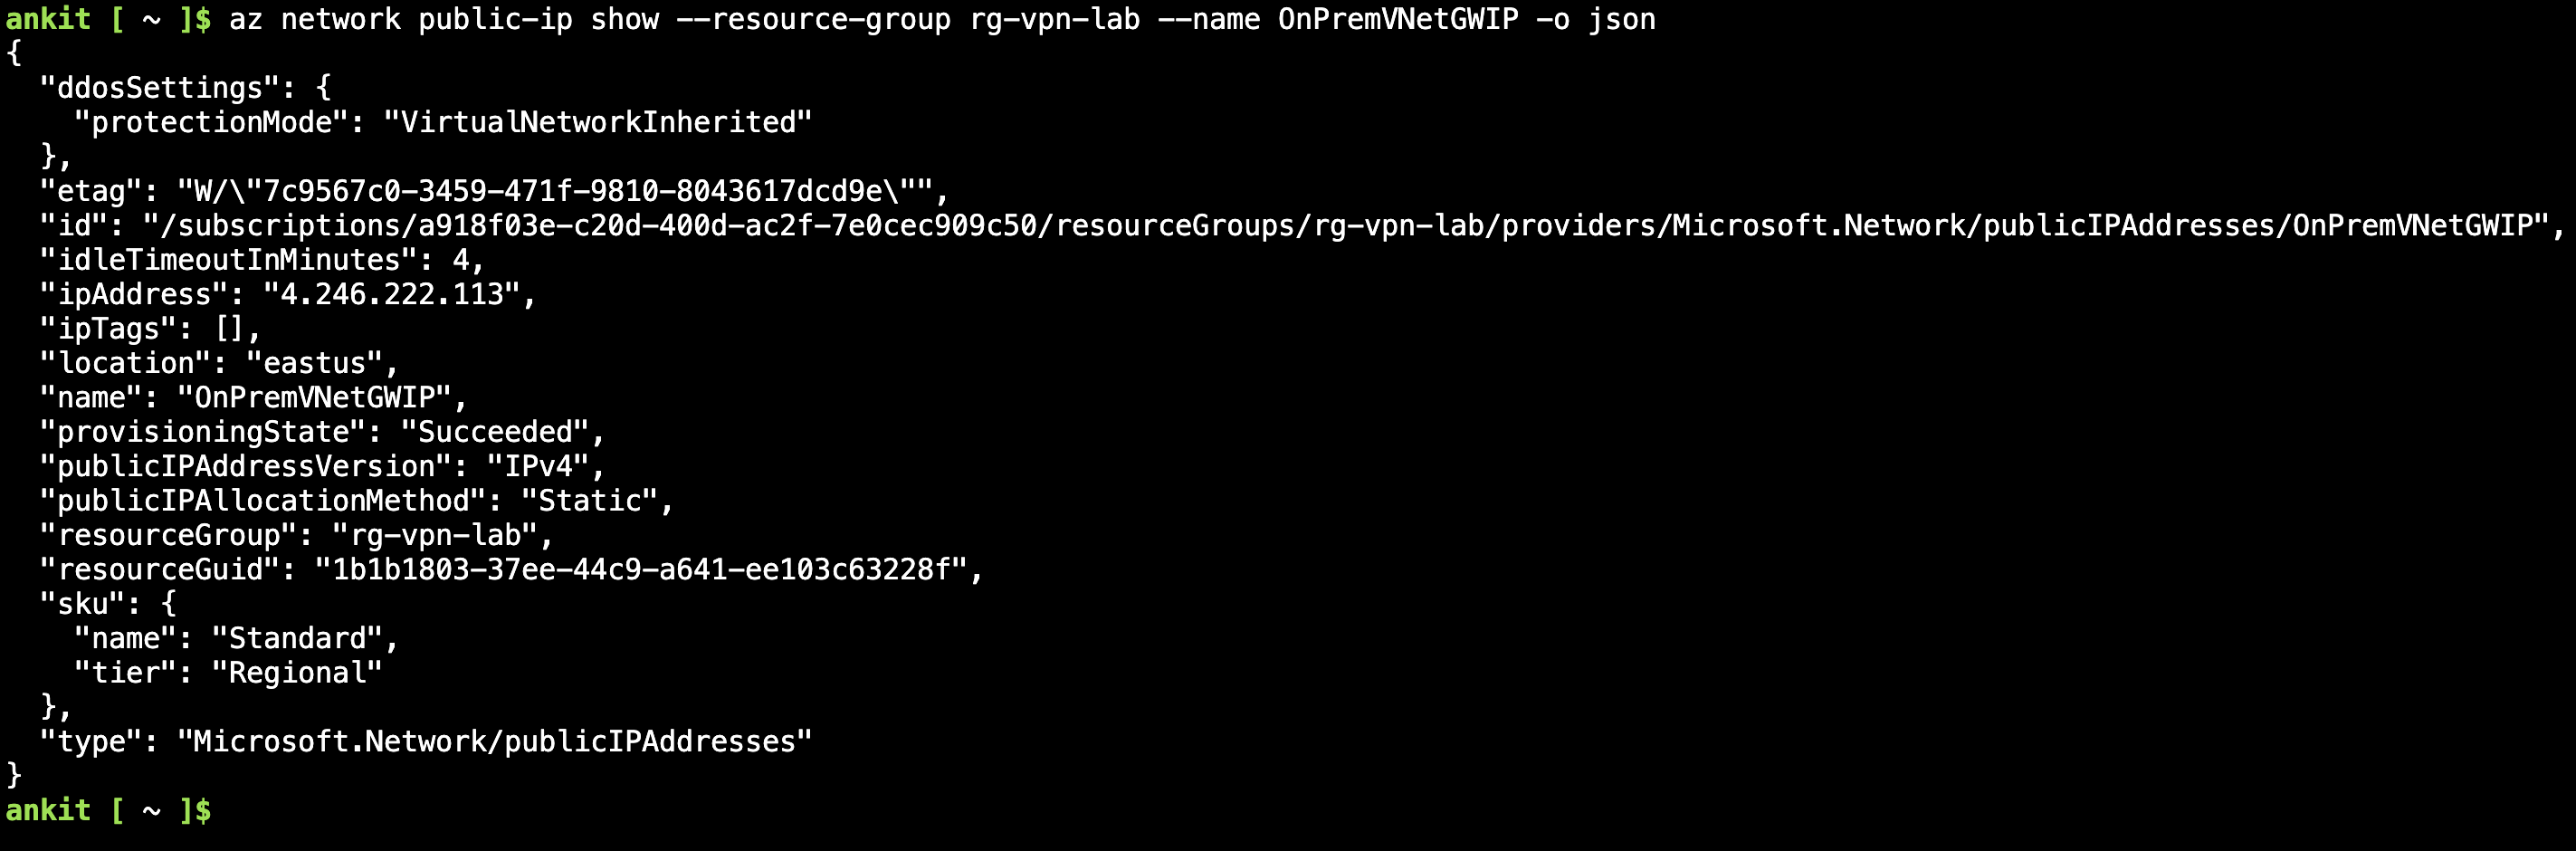 ankit [ ~ ]$ az network public-ip show --resource-group rg-vpn-lab --name OnPremVNetGWIP -o json
{
  "ddosSettings": {
    "protectionMode": "VirtualNetworkInherited"
  },
  "etag": "W/\"7c9567c0-3459-471f-9810-8043617dcd9e\"",
  "id": "/subscriptions/a918f03e-c20d-400d-ac2f-7e0cec909c50/resourceGroups/rg-vpn-lab/providers/Microsoft.Network/publicIPAddresses/OnPremVNetGWIP",
  "idleTimeoutInMinutes": 4,
  "ipAddress": "4.246.222.113",
  "ipTags": [],
  "location": "eastus",
  "name": "OnPremVNetGWIP",
  "provisioningState": "Succeeded",
  "publicIPAddressVersion": "IPv4",
  "publicIPAllocationMethod": "Static",
  "resourceGroup": "rg-vpn-lab",
  "resourceGuid": "1b1b1803-37ee-44c9-a641-ee103c63228f",
  "sku": {
    "name": "Standard",
    "tier": "Regional"
  },
  "type": "Microsoft.Network/publicIPAddresses"
}
ankit [ ~ ]$